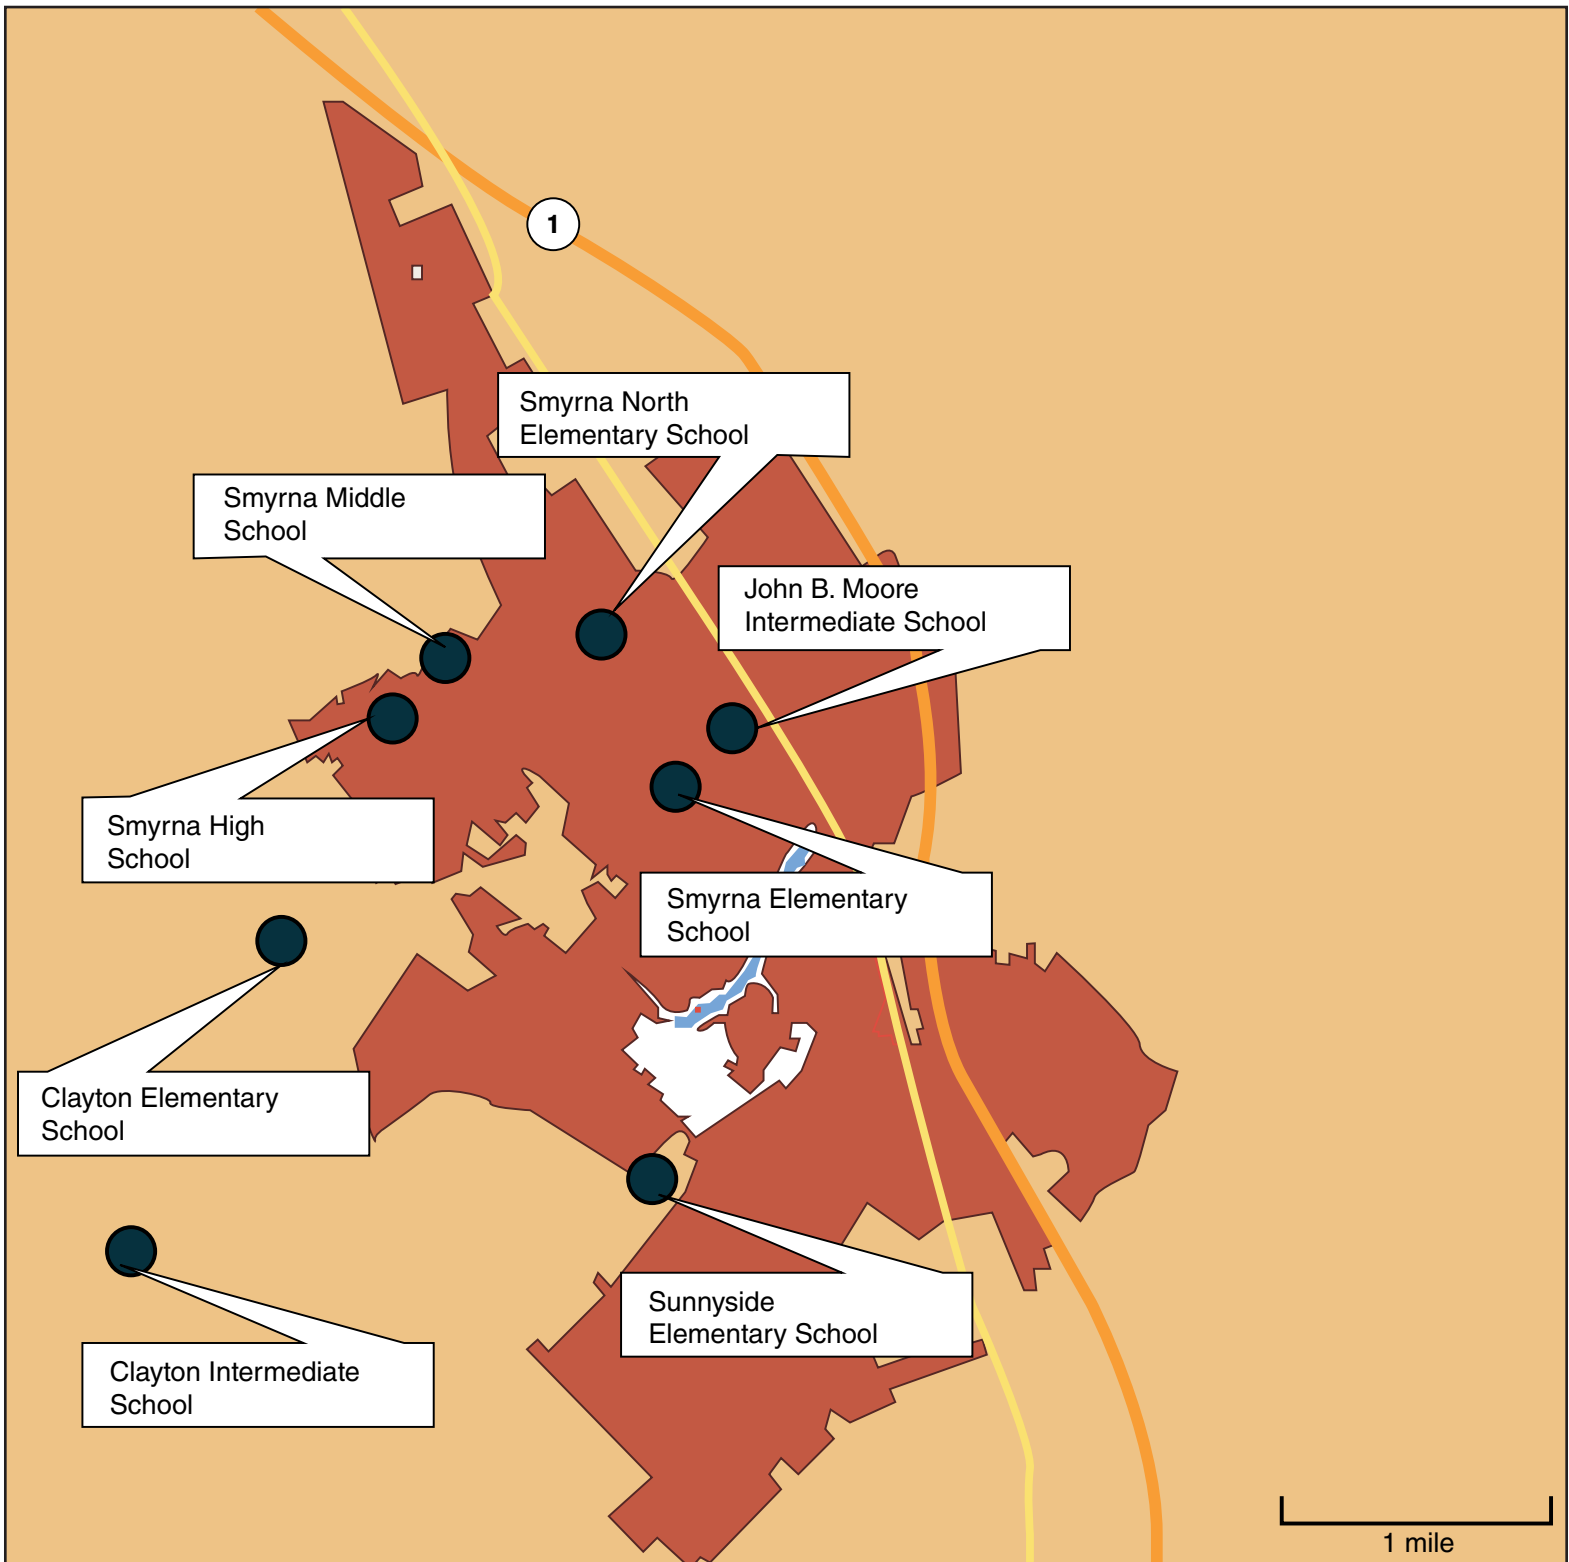 1
Smyrna North
Elementary School
Smyrna Middle
School
John B. Moore
Intermediate School
Smyrna High
School
Smyrna Elementary
School
Clayton Elementary
School
Sunnyside
Elementary School
Clayton Intermediate
School
1 mile